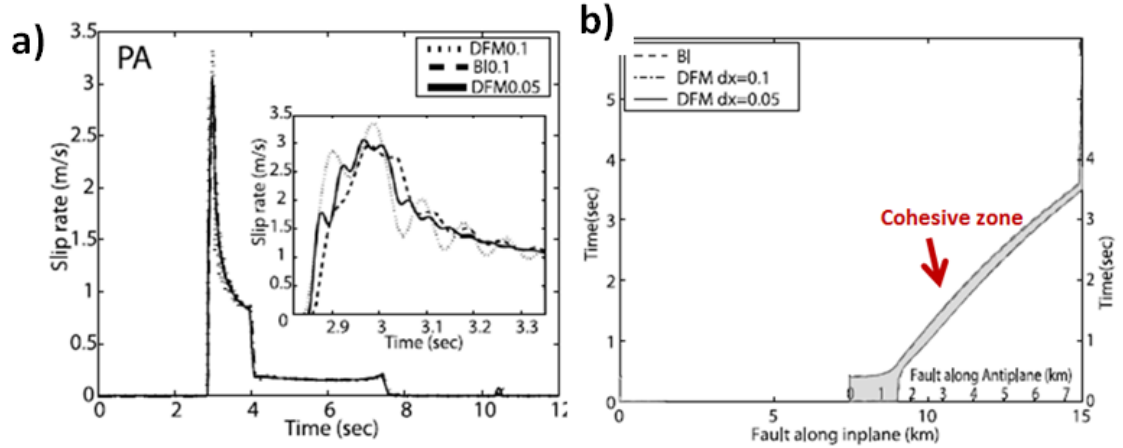 a)
PA
DFM0.1
BI0.1
DFM0.05
Slip rate (m/s)
3.5
3
2.5
2
1.5
1
0.5
0
0 2 4 6 8 10 12
Time (sec)
Slip rate (m/s)
3.5
3
2.5
2
1.5
1
0.5
0
2.9 3 3.1 3.2 3.3
Time (sec)
b)
BI
DFM dx=0.1
DFM dx=0.05
Time(sec)
5
4
3
2
1
0
Cohesive zone
4
3
2
1
0
Time(sec)
Fault along Antiplane (km)
0 1 2 3 4 5 6 7
0 5 10 15
Fault along inplane (km)